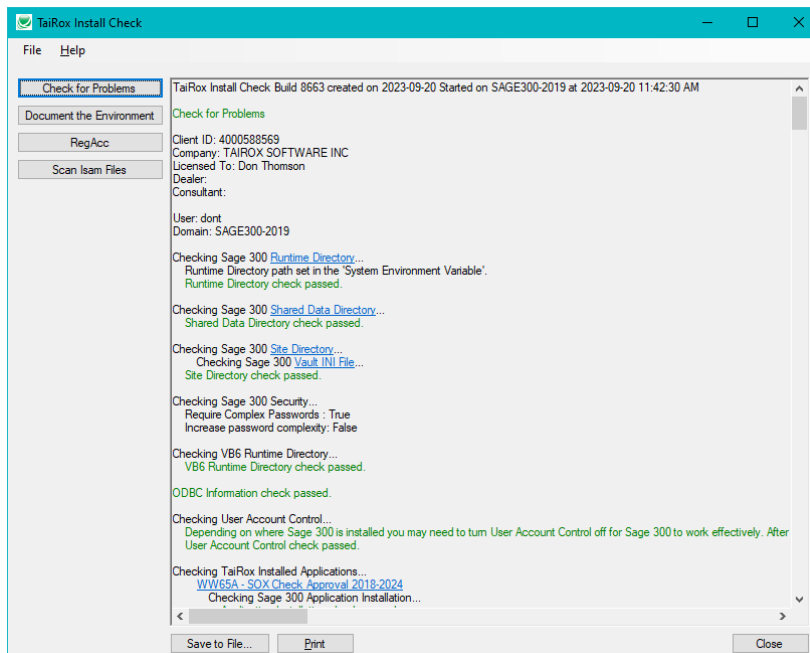 TaiRox Install Check
File Help
Check for Problems
Document the Environment
RegAcc
Scan Isam Files
TaiRox Install Check Build 8663 created on 2023-09-20 Started on SAGE300-2019 at 2023-09-20 11:42:30 AM
Check for Problems
Client ID: 4000588569
Company: TAIROX SOFTWARE INC
Licensed To: Don Thomson
Dealer:
Consultant:
User: dont
Domain: SAGE300-2019
Checking Sage 300 Runtime Directory...
Runtime Directory path set in the 'System Environment Variable'.
Runtime Directory check passed.
Checking Sage 300 Shared Data Directory...
Shared Data Directory check passed.
Checking Sage 300 Site Directory...
Checking Sage 300 Vault INI File...
Site Directory check passed.
Checking Sage 300 Security...
Require Complex Passwords : True
Increase password complexity: False
Checking VB6 Runtime Directory...
VB6 Runtime Directory check passed.
ODBC Information check passed.
Checking User Account Control...
Depending on where Sage 300 is installed you may need to turn User Account Control off for Sage 300 to work effectively. After
User Account Control check passed.
Checking TaiRox Installed Applications...
WW65A - SOX Check Approval 2018-2024
Checking Sage 300 Application Installation...
Save to File...
Print
Close